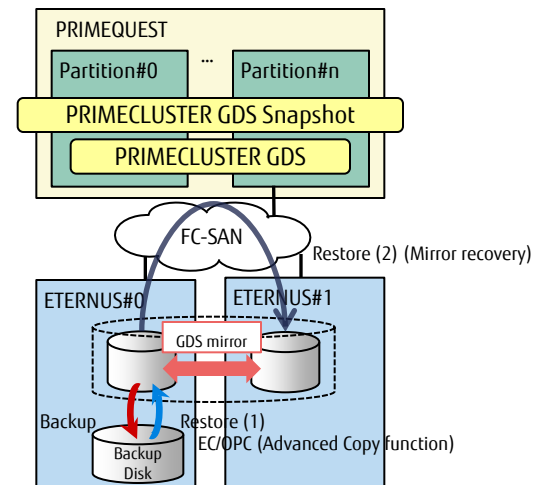 PRIMEQUEST
Partition#0
...
Partition#n
PRIMECLUSTER GDS Snapshot
PRIMECLUSTER GDS
FC-SAN
Restore (2) (Mirror recovery)
ETERNUS#0
ETERNUS#1
GDS mirror
Backup
Restore (1)
EC/OPC (Advanced Copy function)
Backup
Disk